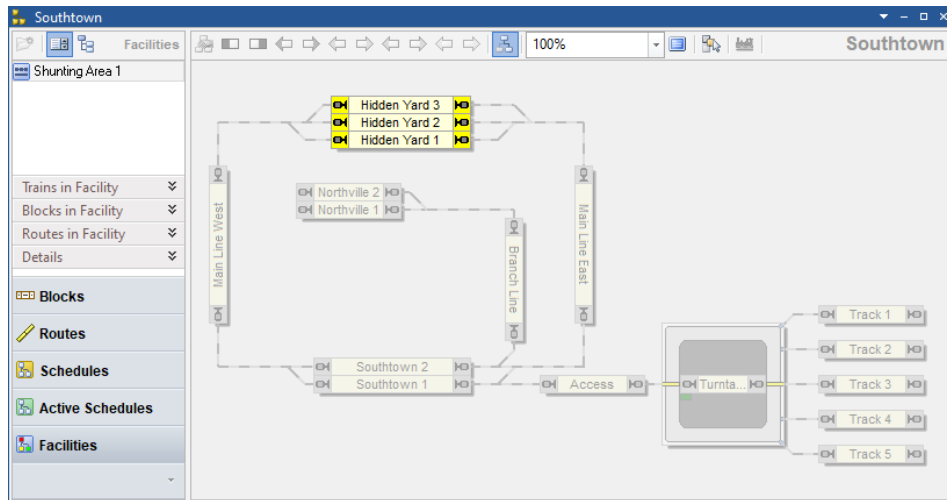 Southtown
Facilities
100%
Southtown
Shunting Area 1
Trains in Facility
Blocks in Facility
Routes in Facility
Details
Blocks
Routes
Schedules
Active Schedules
Facilities
Hidden Yard 3
Hidden Yard 2
Hidden Yard 1
Northville 2
Northville 1
Main Line West
Branch Line
Main Line East
Southtown 2
Southtown 1
Access
Turnta...
Track 1
Track 2
Track 3
Track 4
Track 5